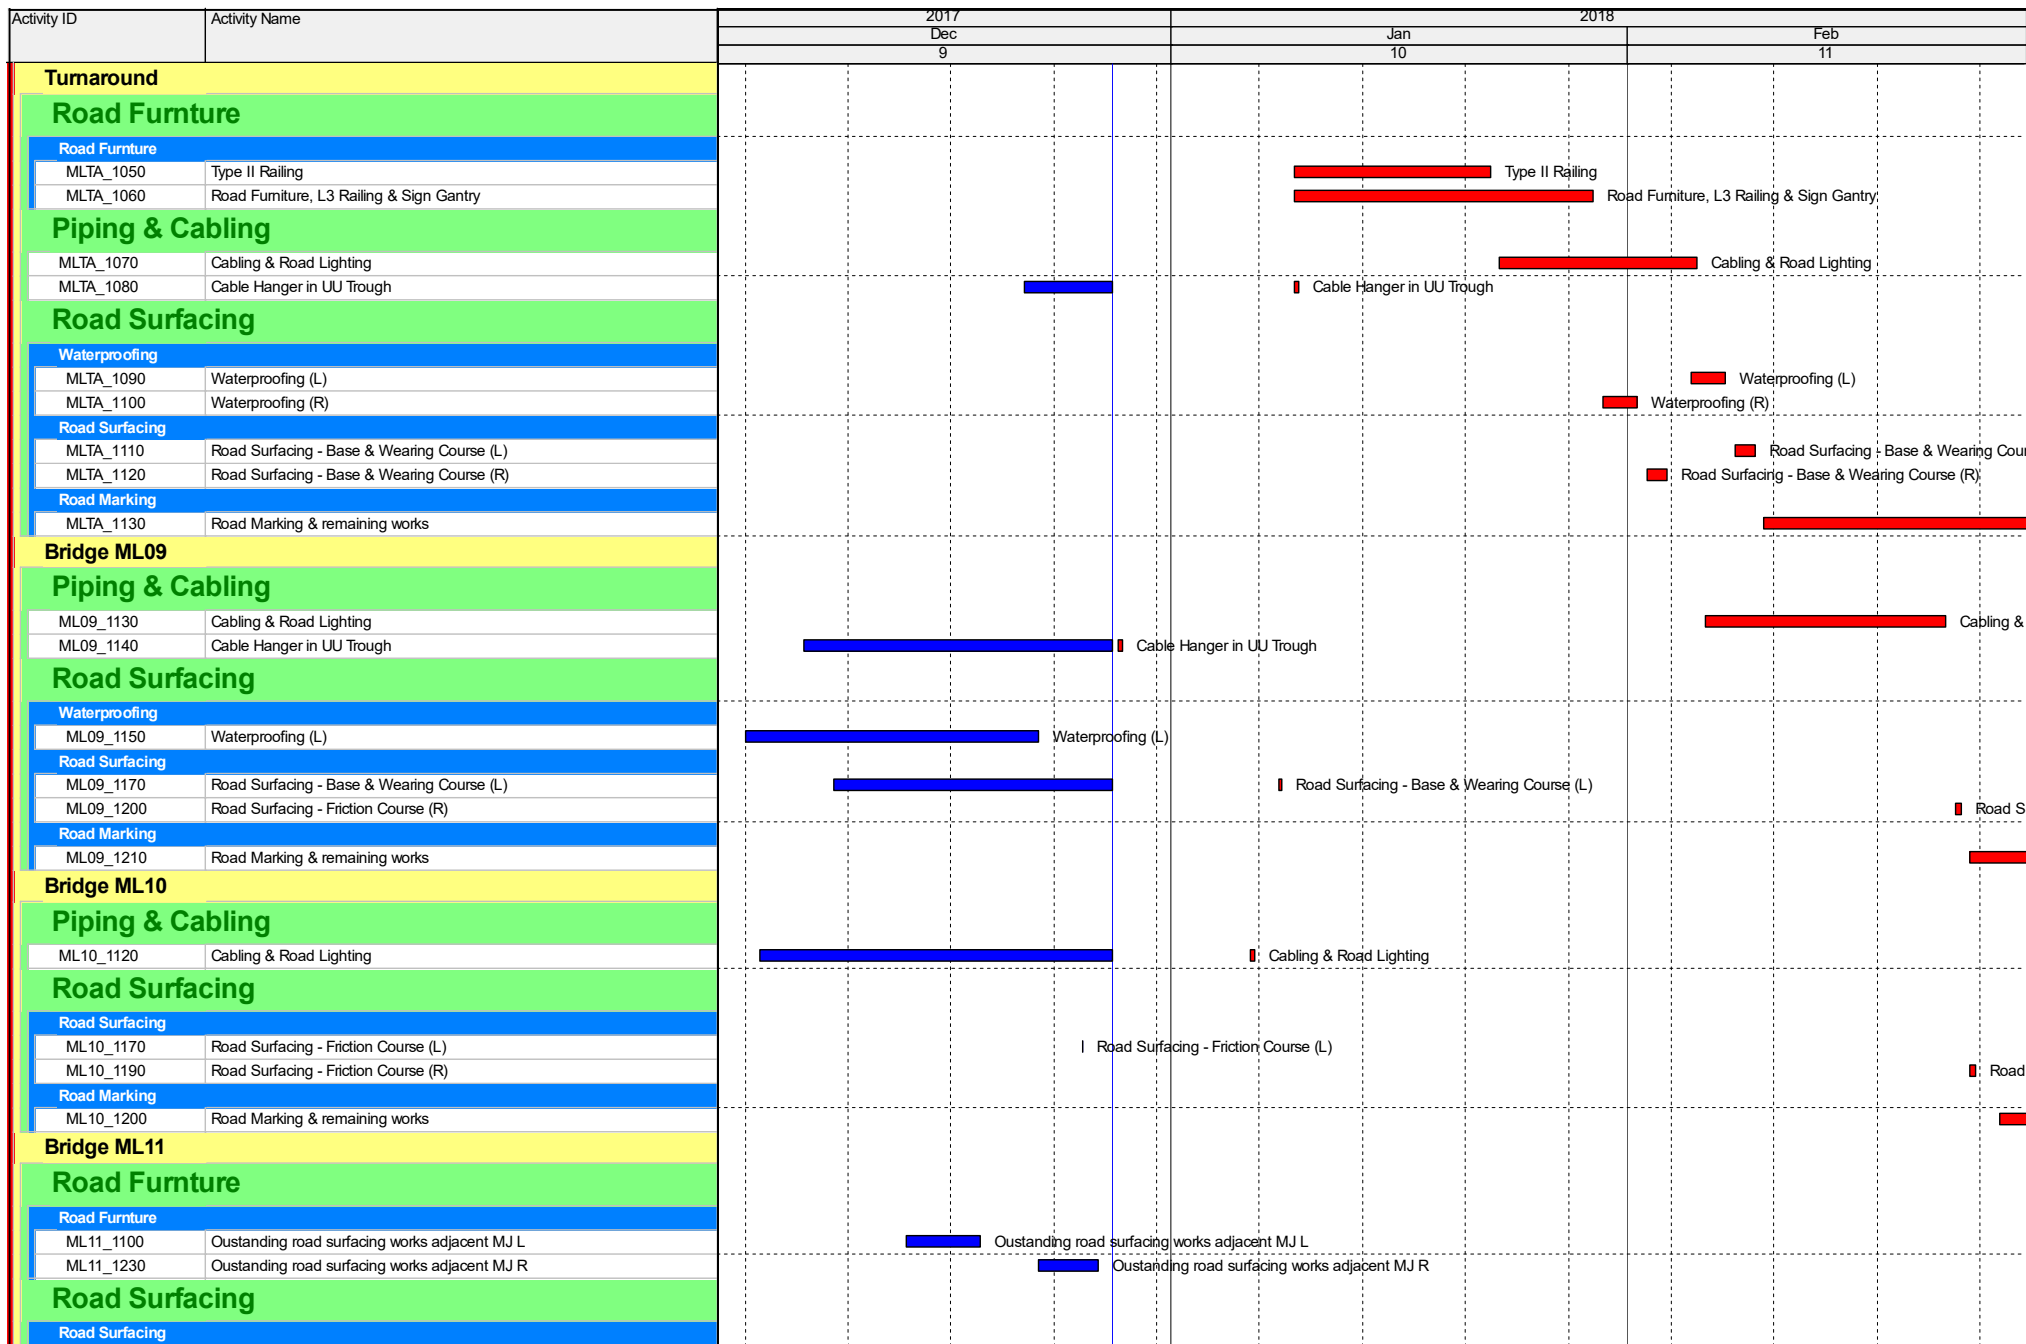 Activity ID Activity Name 2017 2018
Dec Jan Feb
9 10 11
Turnaround
Road Furnture
Road Furnture
MLTA_1050 Type II Railing Type II Railing
MLTA_1060 Road Furniture, L3 Railing & Sign Gantry Road Furniture, L3 Railing & Sign Gantry
Piping & Cabling
MLTA_1070 Cabling & Road Lighting Cabling & Road Lighting
MLTA_1080 Cable Hanger in UU Trough Cable Hanger in UU Trough
Road Surfacing
Waterproofing
MLTA_1090 Waterproofing (L) Waterproofing (L)
MLTA_1100 Waterproofing (R) Waterproofing (R)
Road Surfacing
MLTA_1110 Road Surfacing - Base & Wearing Course (L) Road Surfacing - Base & Wearing Cour
MLTA_1120 Road Surfacing - Base & Wearing Course (R) Road Surfacing - Base & Wearing Course (R)
Road Marking
MLTA_1130 Road Marking & remaining works
Bridge ML09
Piping & Cabling
ML09_1130 Cabling & Road Lighting Cabling &
ML09_1140 Cable Hanger in UU Trough Cable Hanger in UU Trough
Road Surfacing
Waterproofing
ML09_1150 Waterproofing (L) Waterproofing (L)
Road Surfacing
ML09_1170 Road Surfacing - Base & Wearing Course (L) Road Surfacing - Base & Wearing Course (L)
ML09_1200 Road Surfacing - Friction Course (R) Road S
Road Marking
ML09_1210 Road Marking & remaining works
Bridge ML10
Piping & Cabling
ML10_1120 Cabling & Road Lighting Cabling & Road Lighting
Road Surfacing
Road Surfacing
ML10_1170 Road Surfacing - Friction Course (L) Road Surfacing - Friction Course (L)
ML10_1190 Road Surfacing - Friction Course (R) Road
Road Marking
ML10_1200 Road Marking & remaining works
Bridge ML11
Road Furnture
Road Furnture
ML11_1100 Oustanding road surfacing works adjacent MJ L Oustanding road surfacing works adjacent MJ L
ML11_1230 Oustanding road surfacing works adjacent MJ R Oustanding road surfacing works adjacent MJ R
Road Surfacing
Road Surfacing